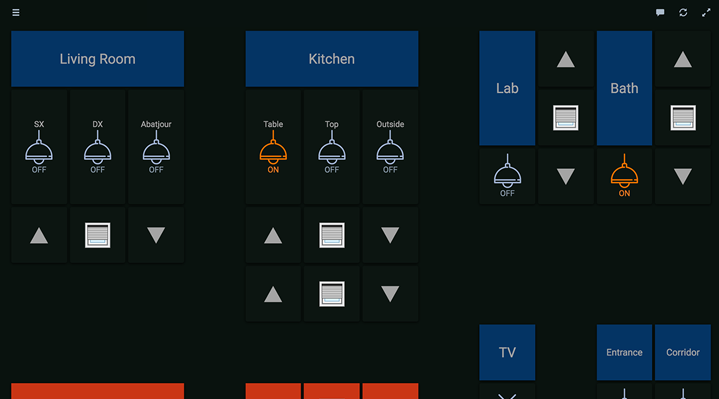 Living Room
Kitchen
Lab
Bath
SX DX Abatjour
OFF OFF OFF
Table Top Outside
ON OFF OFF
OFF
ON
TV
Entrance
Corridor